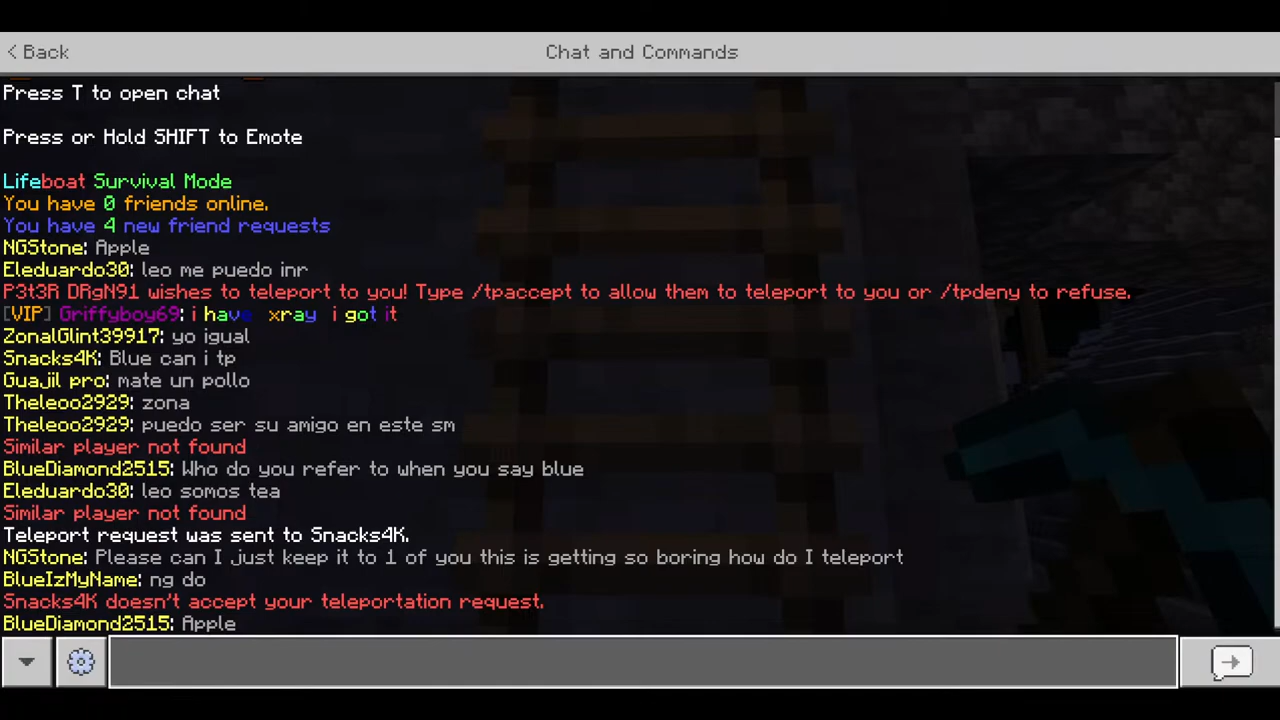 < Back
Chat and Commands
Press T to open chat
Press or Hold SHIFT to Emote
Lifeboat Survival Mode
You have 0 friends online.
You have 4 new friend requests
NGStone: Apple
Eleduardo30: leo me puedo inr
P3t3R DRgN91 wishes to teleport to you! Type /tpaccept to allow them to teleport to you or /tpdeny to refuse.
[VIP] Griffyboy69: i have xray i got it
ZonalGlint39917: yo igual
Snacks4K: Blue can i tp
Guajil pro: mate un pollo
Theleoo2929: zona
Theleoo2929: puedo ser su amigo en este sm
Similar player not found
BlueDiamond2515: Who do you refer to when you say blue
Eleduardo30: leo somos tea
Similar player not found
Teleport request was sent to Snacks4K.
NGStone: Please can I just keep it to 1 of you this is getting so boring how do I teleport
BlueIzMyName: ng do
Snacks4K doesn't accept your teleportation request.
BlueDiamond2515: Apple